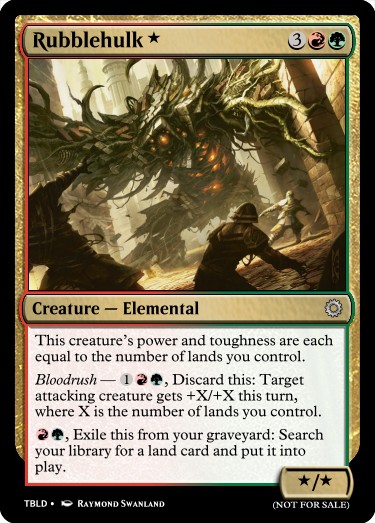 Rubblehulk ★ 3
Creature — Elemental
This creature's power and toughness are each
equal to the number of lands you control.
Bloodrush — 1, Discard this: Target
attacking creature gets +X/+X this turn,
where X is the number of lands you control.
, Exile this from your graveyard: Search
your library for a land card and put it into
play.
★/★
TBLD • Raymond Swanland (NOT FOR SALE)